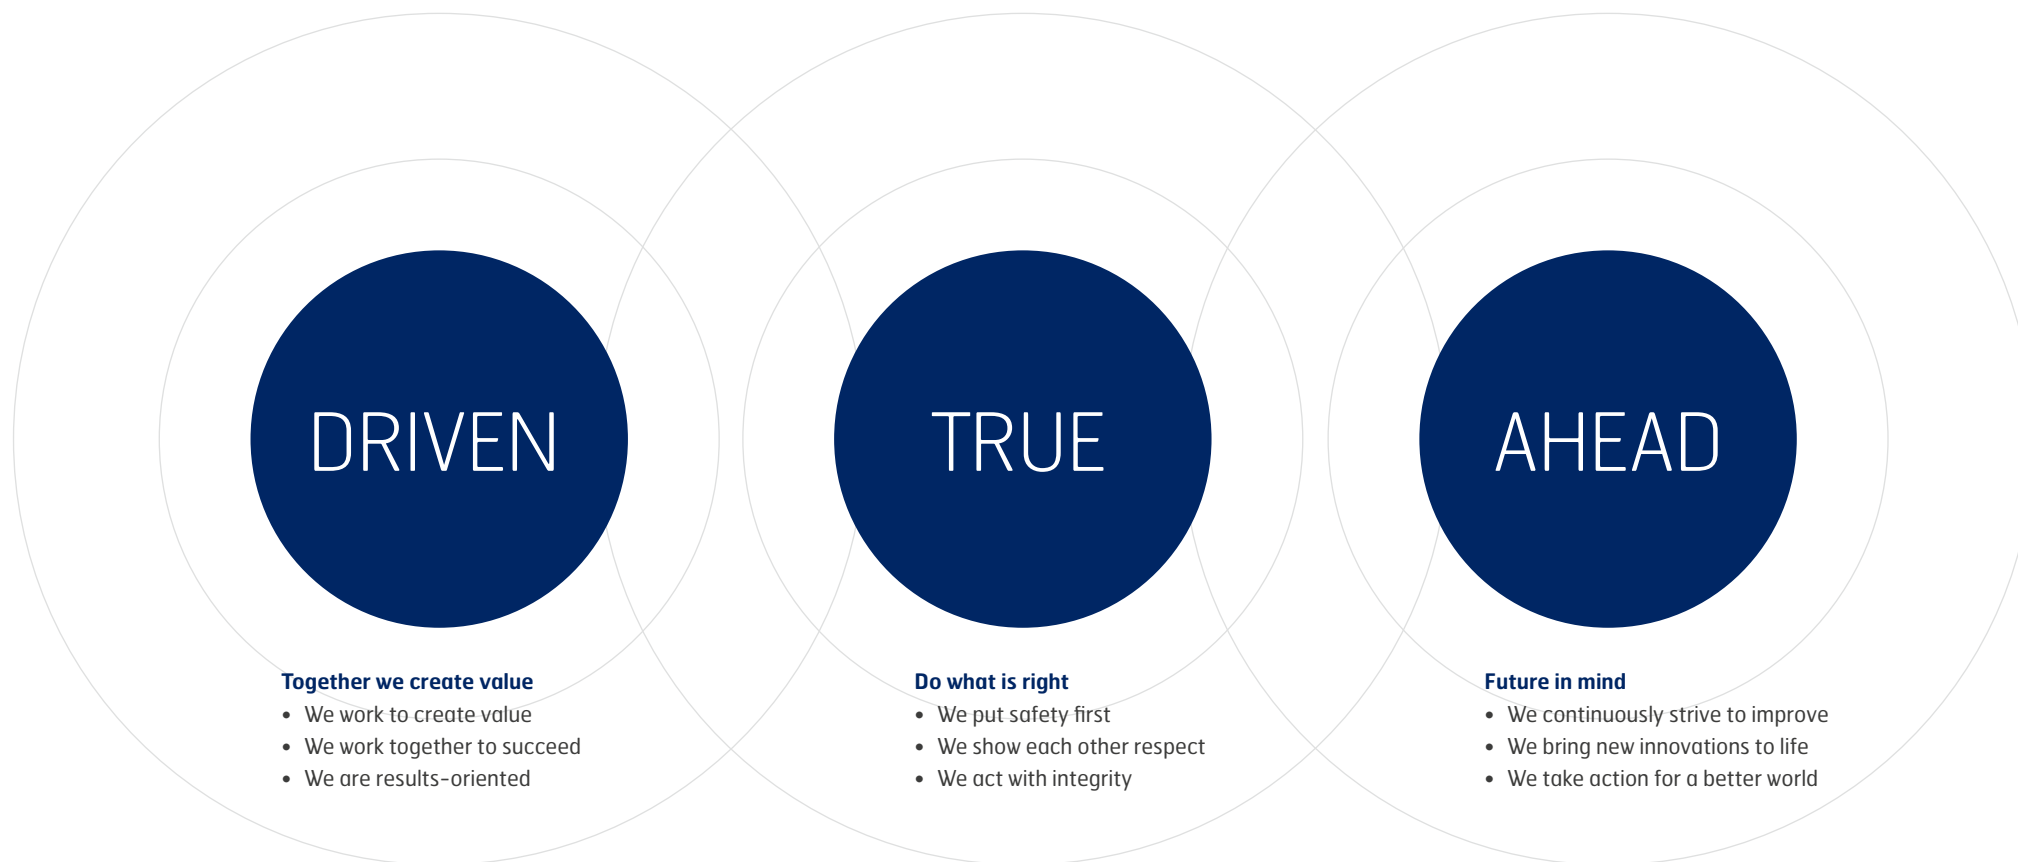 DRIVEN
Together we create value
• We work to create value
• We work together to succeed
• We are results-oriented
TRUE
Do what is right
• We put safety first
• We show each other respect
• We act with integrity
AHEAD
Future in mind
• We continuously strive to improve
• We bring new innovations to life
• We take action for a better world